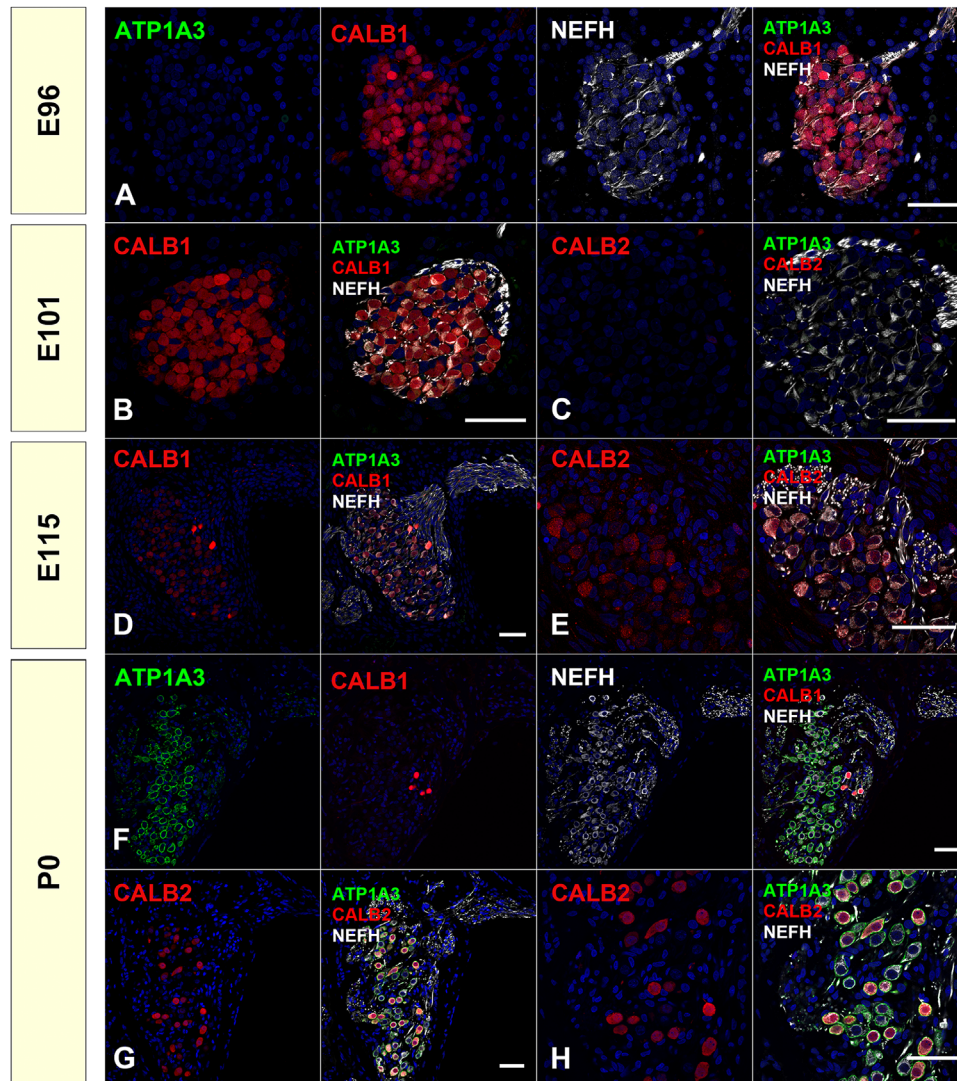 E96
ATP1A3
CALB1
NEFH
ATP1A3
CALB1
NEFH
A
E101
CALB1
ATP1A3
CALB1
NEFH
CALB2
ATP1A3
CALB2
NEFH
B
C
E115
CALB1
ATP1A3
CALB1
NEFH
CALB2
ATP1A3
CALB2
NEFH
D
E
P0
ATP1A3
CALB1
NEFH
ATP1A3
CALB1
NEFH
F
CALB2
ATP1A3
CALB2
NEFH
CALB2
ATP1A3
CALB2
NEFH
G
H